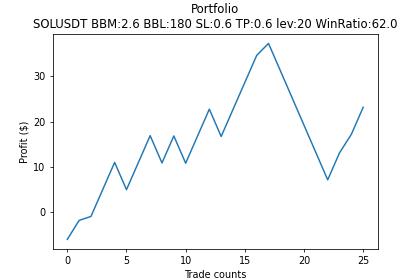 Portfolio
SOLUSDT BBM:2.6 BBL:180 SL:0.6 TP:0.6 lev:20 WinRatio:62.0
30
20
10
0
Profit ($)
0 5 10 15 20 25
Trade counts